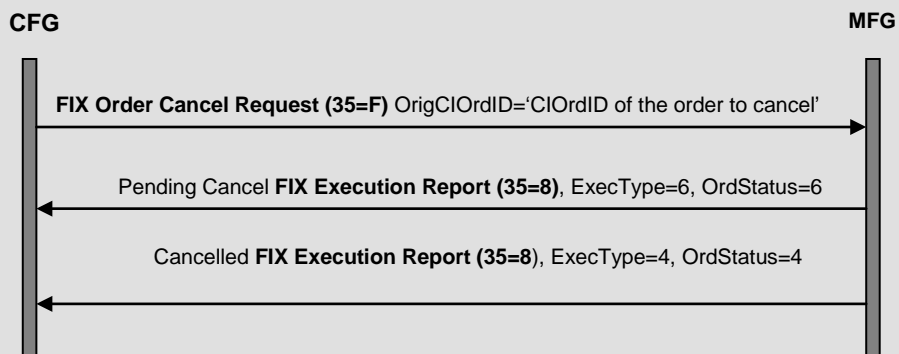 CFG
MFG
FIX Order Cancel Request (35=F) OrigClOrdID=‘ClOrdID of the order to cancel’
Pending Cancel FIX Execution Report (35=8), ExecType=6, OrdStatus=6
Cancelled FIX Execution Report (35=8), ExecType=4, OrdStatus=4